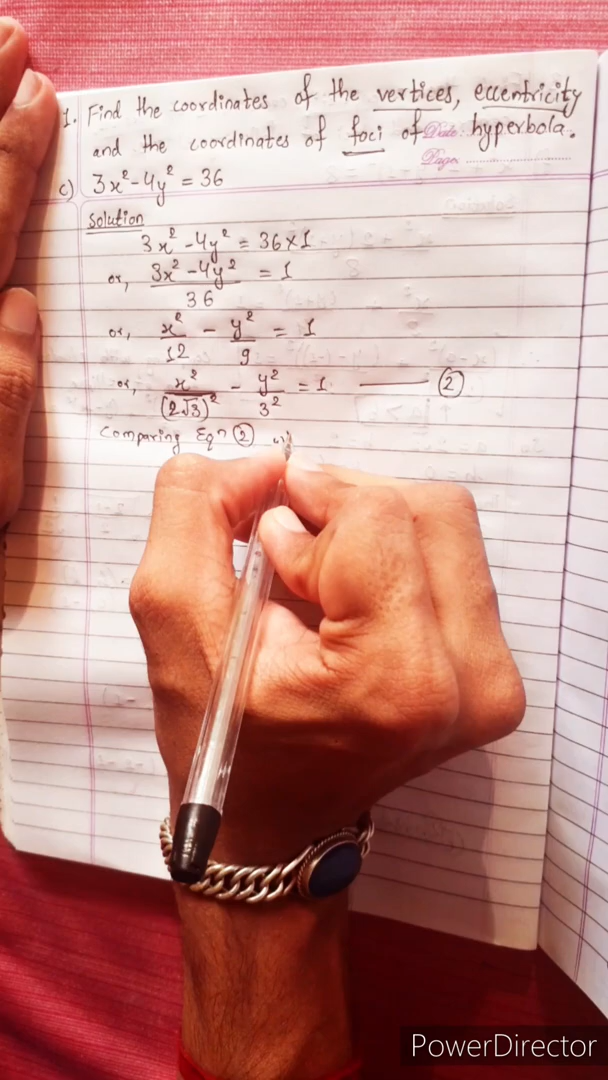 1. Find the coordinates of the vertices, eccentricity
and the coordinates of foci of hyperbola.
Date:
Page:
c) 3x² - 4y² = 36
Solution
3x² - 4y² = 36 × 1
or, (3x² - 4y²)/36 = 1
or, x²/12 - y²/9 = 1
or, x²/(2√3)² - y²/3² = 1 ——— ②
Comparing Eqⁿ ②
PowerDirector